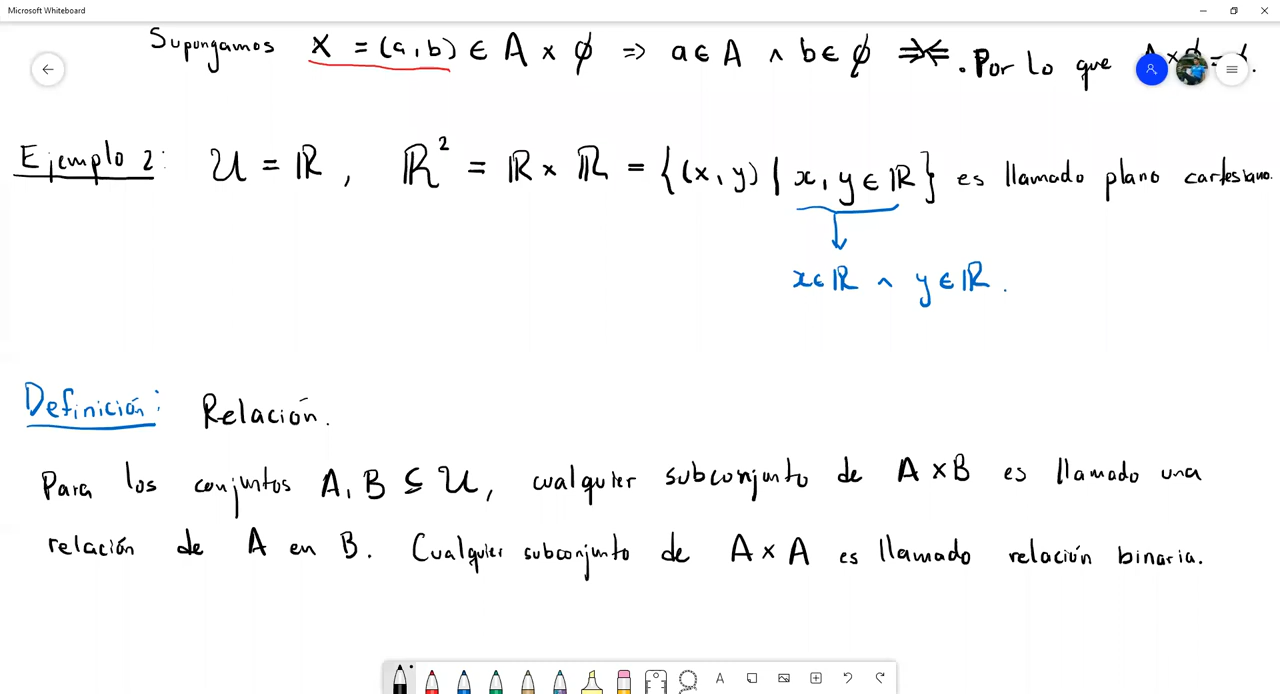 Microsoft Whiteboard
Supongamos x = (a,b) ∈ A × ∅ ⇒ a ∈ A ∧ b ∈ ∅ ⇒⇐. Por lo que
Ejemplo 2: U = ℝ, ℝ² = ℝ × ℝ = {(x,y) | x,y ∈ ℝ} es llamado plano cartesiano.
x∈ℝ ∧ y∈ℝ.
Definición: Relación.
Para los conjuntos A, B ⊆ U, cualquier subconjunto de A×B es llamado una
relación de A en B. Cualquier subconjunto de A×A es llamado relación binaria.